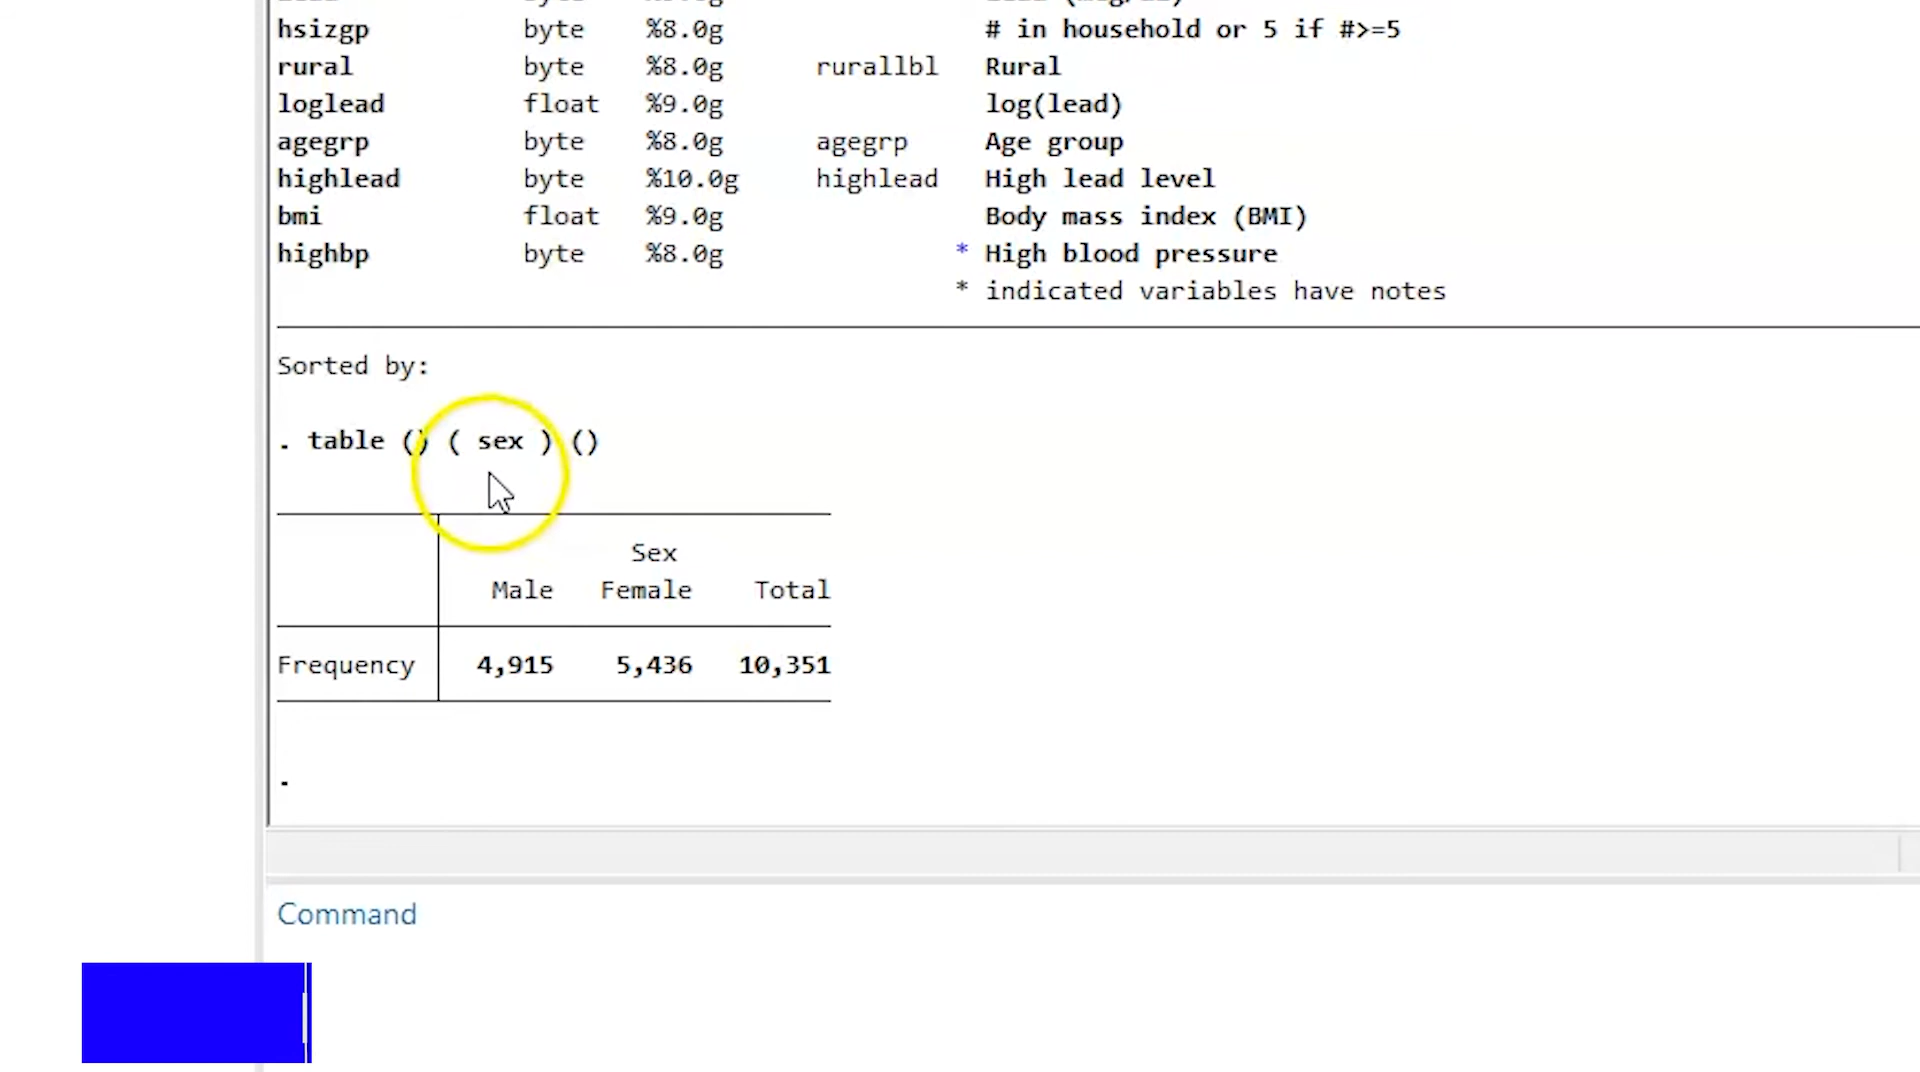 hsizgp byte %8.0g # in household or 5 if #>=5
rural byte %8.0g rurallbl Rural
loglead float %9.0g log(lead)
agegrp byte %8.0g agegrp Age group
highlead byte %10.0g highlead High lead level
bmi float %9.0g Body mass index (BMI)
highbp byte %8.0g * High blood pressure
* indicated variables have notes
Sorted by:
. table () ( sex ) ()
Sex
Male Female Total
Frequency 4,915 5,436 10,351
.
Command